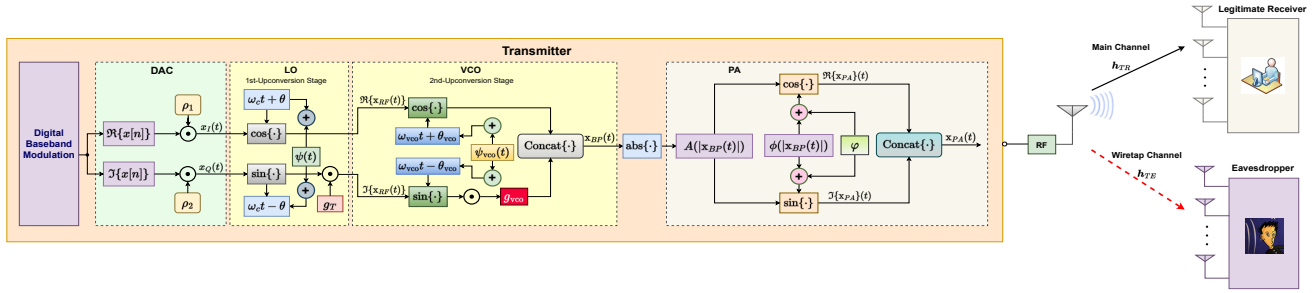 Transmitter
Digital
Baseband
Modulation
DAC
ρ₁
ℜ{x[n]}
x_I(t)
ℑ{x[n]}
x_Q(t)
ρ₂
LO
1st-Upconversion Stage
ω_c t + θ
cos{·}
ψ(t)
sin{·}
ω_c t − θ
g_T
VCO
2nd-Upconversion Stage
ℜ{x_RF(t)}
cos{·}
ω_vco t + θ_vco
ψ_vco(t)
ω_vco t − θ_vco
ℑ{x_RF(t)}
sin{·}
g_vco
Concat{·}
x_BP(t)
abs{·}
PA
A(|x_BP(t)|)
cos{·}
ℜ{x_PA}(t)
ϕ(|x_BP(t)|)
φ
sin{·}
ℑ{x_PA}(t)
Concat{·}
x_PA(t)
RF
Main Channel
h_TR
Wiretap Channel
h_TE
Legitimate Receiver
Eavesdropper